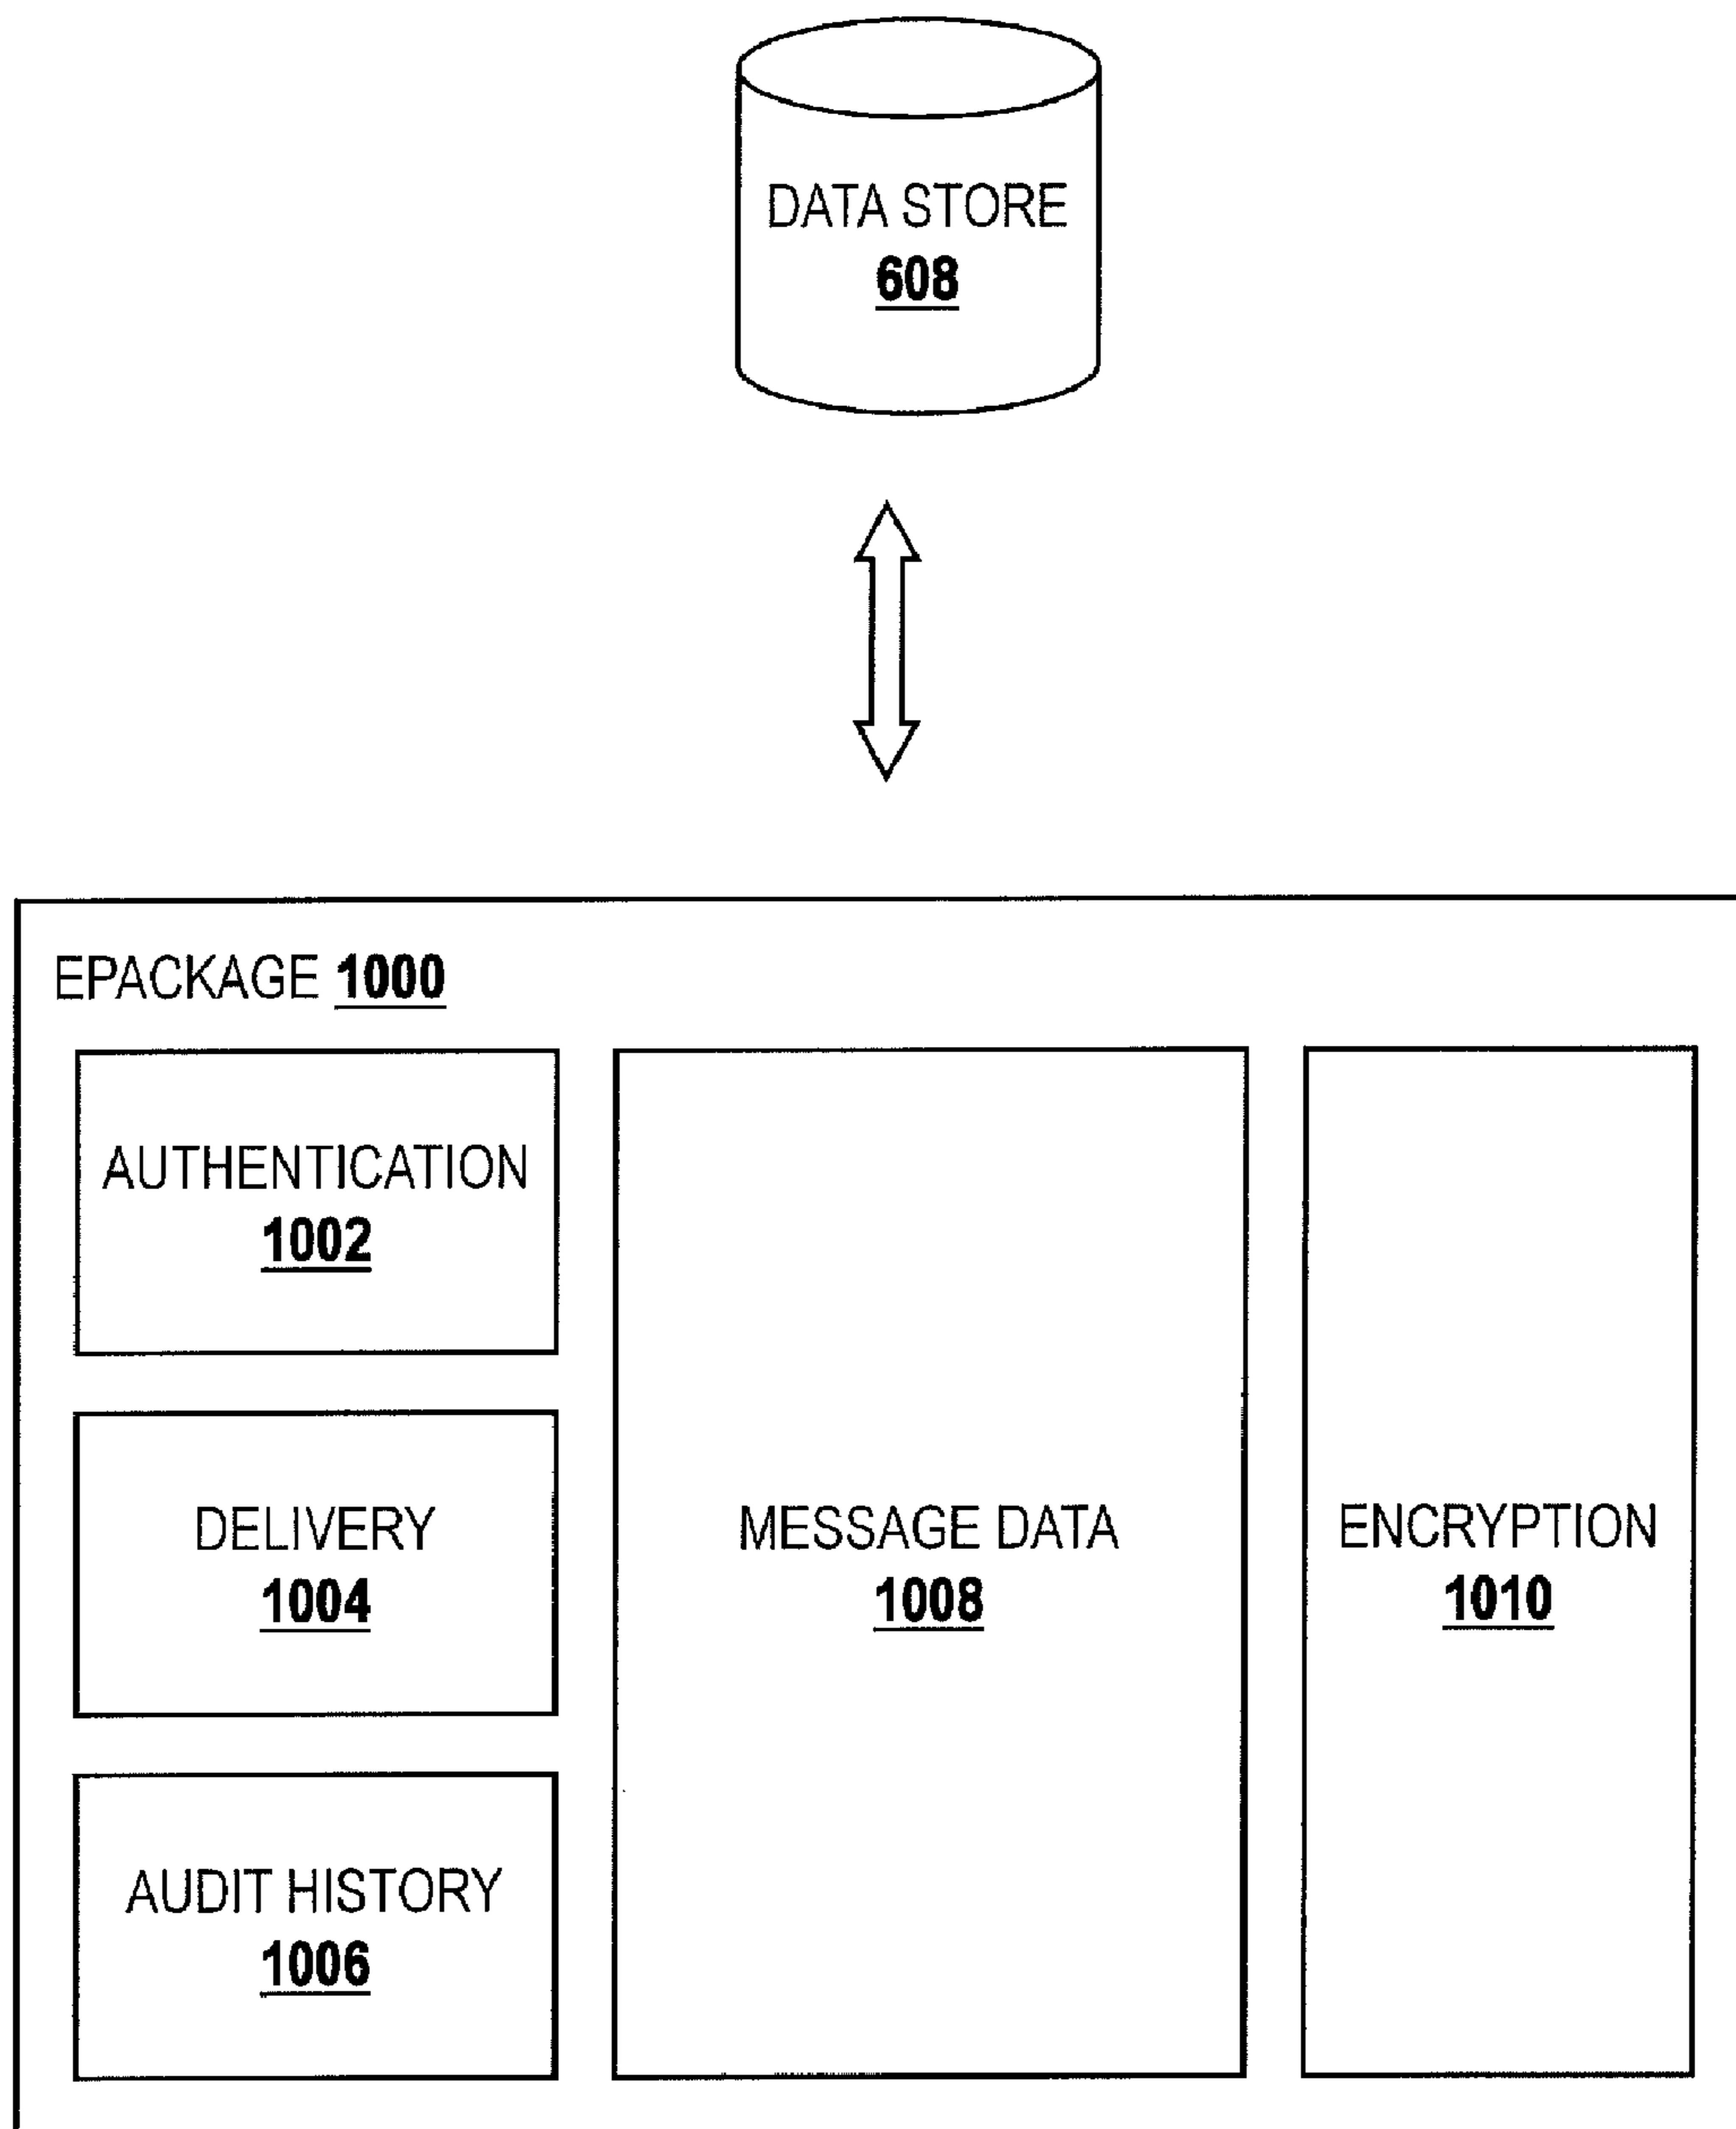 DATA STORE
608
EPACKAGE 1000
AUTHENTICATION
1002
DELIVERY
1004
AUDIT HISTORY
1006
MESSAGE DATA
1008
ENCRYPTION
1010